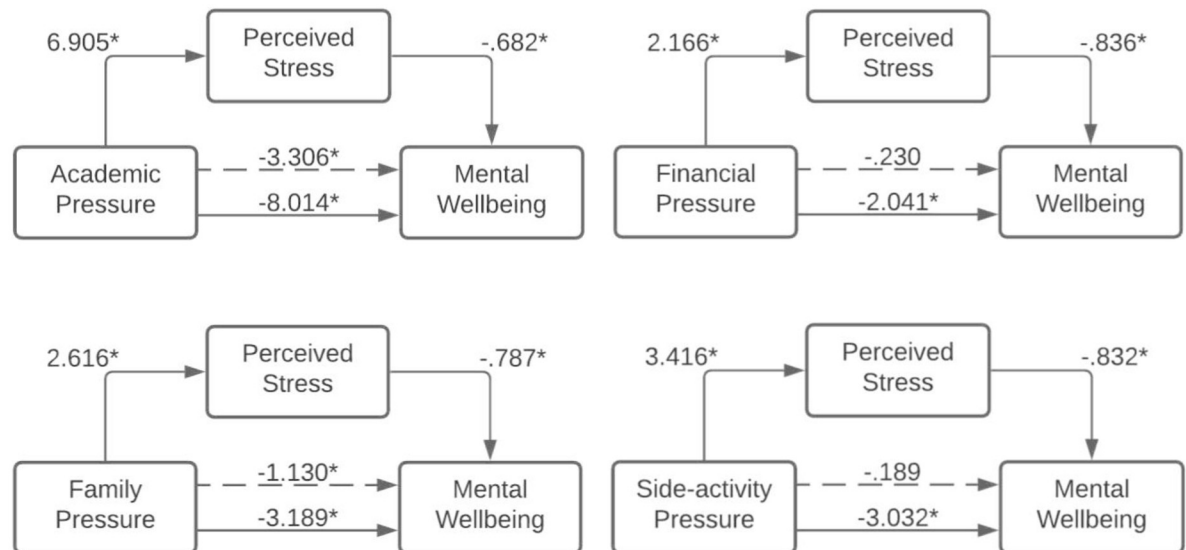 6.905*
Perceived
Stress
-.682*
Academic
Pressure
-3.306*
-8.014*
Mental
Wellbeing
2.166*
Perceived
Stress
-.836*
Financial
Pressure
-.230
-2.041*
Mental
Wellbeing
2.616*
Perceived
Stress
-.787*
Family
Pressure
-1.130*
-3.189*
Mental
Wellbeing
3.416*
Perceived
Stress
-.832*
Side-activity
Pressure
-.189
-3.032*
Mental
Wellbeing